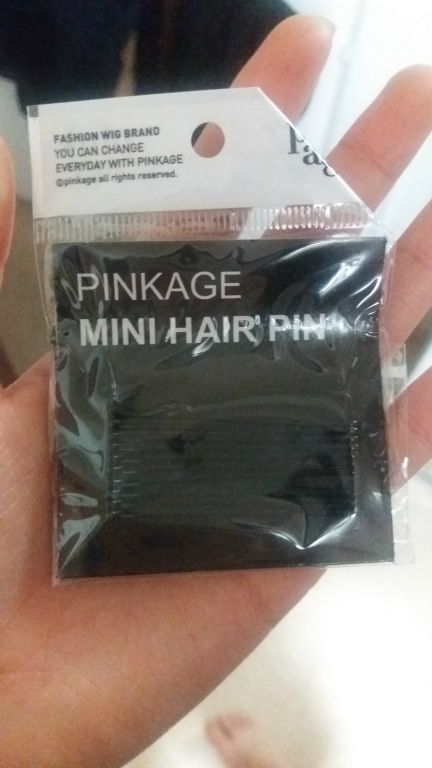 FASHION WIG BRAND
YOU CAN CHANGE
EVERYDAY WITH PINKAGE
©pinkage all rights reserved.
PINKAGE
MINI HAIR PIN